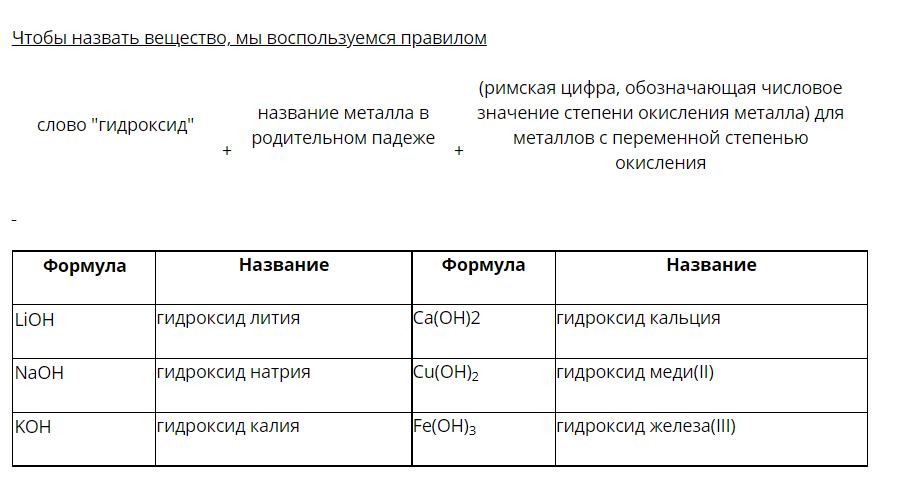 Чтобы назвать вещество, мы воспользуемся правилом
слово "гидроксид"
+
название металла в
родительном падеже
+
(римская цифра, обозначающая числовое
значение степени окисления металла) для
металлов с переменной степенью
окисления
-
Формула Название Формула Название
LiOH гидроксид лития Ca(OH)2 гидроксид кальция
NaOH гидроксид натрия Cu(OH)₂ гидроксид меди(II)
KOH гидроксид калия Fe(OH)₃ гидроксид железа(III)